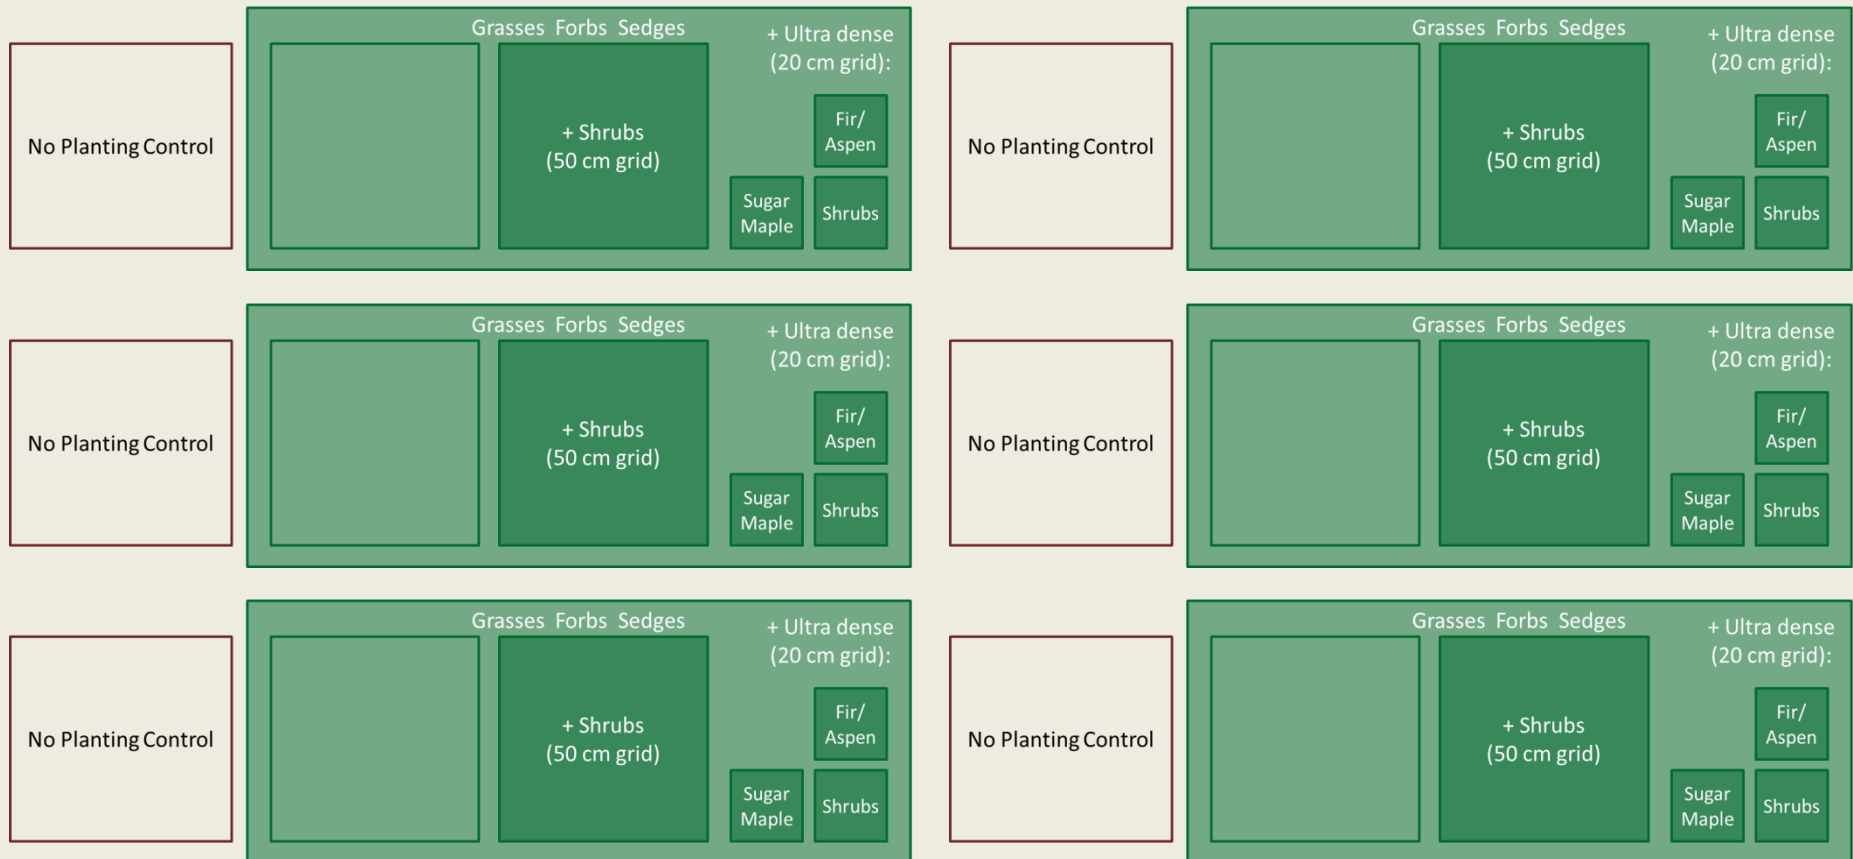 Grasses Forbs Sedges
+ Ultra dense
(20 cm grid):
No Planting Control
+ Shrubs
(50 cm grid)
Fir/
Aspen
Sugar
Maple
Shrubs
Grasses Forbs Sedges
+ Ultra dense
(20 cm grid):
No Planting Control
+ Shrubs
(50 cm grid)
Fir/
Aspen
Sugar
Maple
Shrubs
Grasses Forbs Sedges
+ Ultra dense
(20 cm grid):
No Planting Control
+ Shrubs
(50 cm grid)
Fir/
Aspen
Sugar
Maple
Shrubs
Grasses Forbs Sedges
+ Ultra dense
(20 cm grid):
No Planting Control
+ Shrubs
(50 cm grid)
Fir/
Aspen
Sugar
Maple
Shrubs
Grasses Forbs Sedges
+ Ultra dense
(20 cm grid):
No Planting Control
+ Shrubs
(50 cm grid)
Fir/
Aspen
Sugar
Maple
Shrubs
Grasses Forbs Sedges
+ Ultra dense
(20 cm grid):
No Planting Control
+ Shrubs
(50 cm grid)
Fir/
Aspen
Sugar
Maple
Shrubs